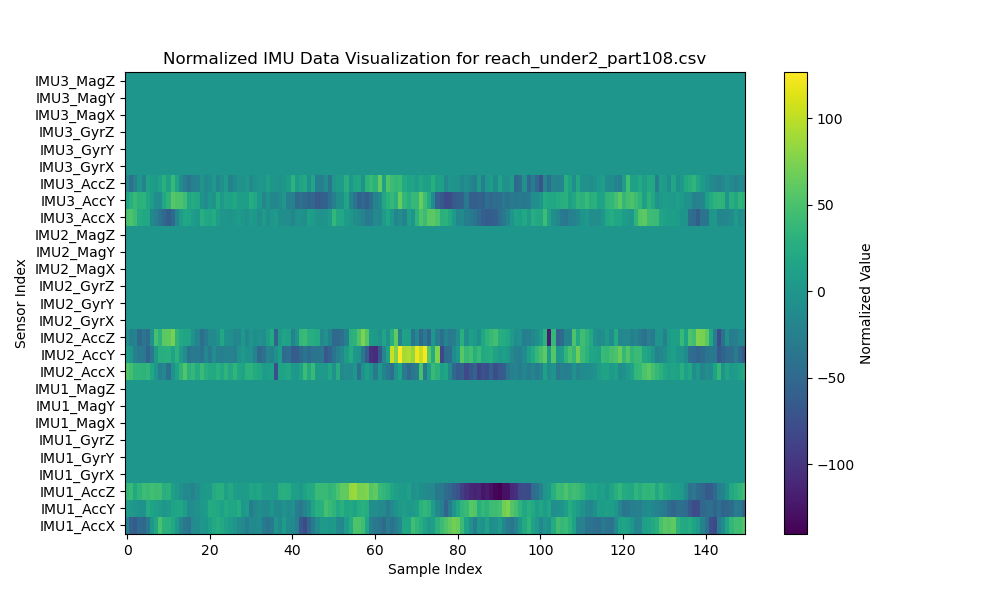 Normalized IMU Data Visualization for reach_under2_part108.csv
IMU3_MagZ
IMU3_MagY
IMU3_MagX
IMU3_GyrZ
IMU3_GyrY
IMU3_GyrX
IMU3_AccZ
IMU3_AccY
IMU3_AccX
IMU2_MagZ
IMU2_MagY
IMU2_MagX
IMU2_GyrZ
IMU2_GyrY
IMU2_GyrX
IMU2_AccZ
IMU2_AccY
IMU2_AccX
IMU1_MagZ
IMU1_MagY
IMU1_MagX
IMU1_GyrZ
IMU1_GyrY
IMU1_GyrX
IMU1_AccZ
IMU1_AccY
IMU1_AccX
Sensor Index
0 20 40 60 80 100 120 140
Sample Index
100
50
0
−50
−100
Normalized Value